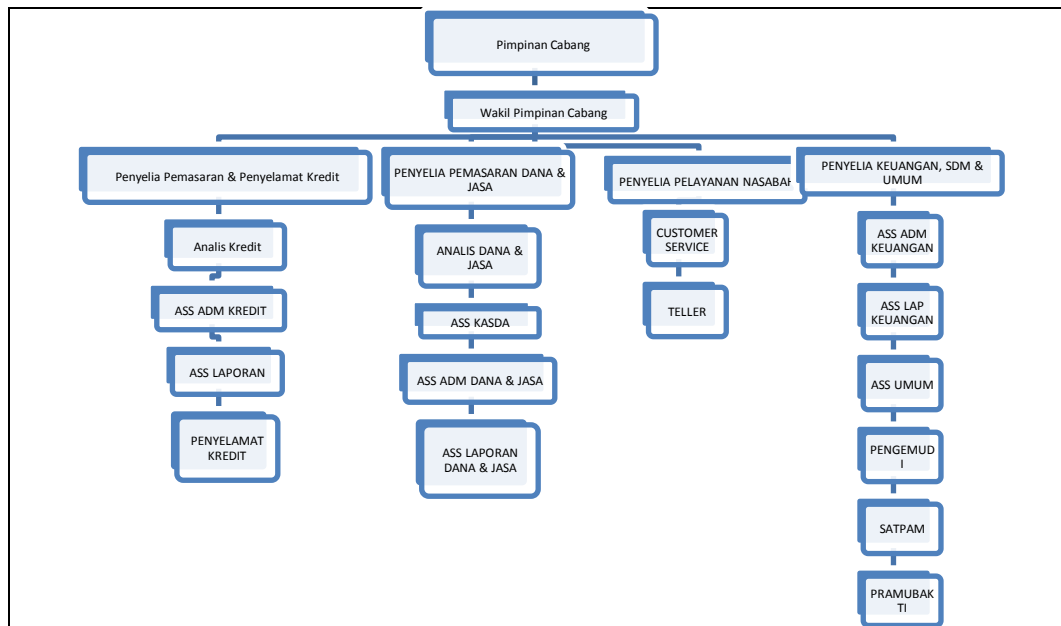 Pimpinan Cabang
Wakil Pimpinan Cabang
Penyelia Pemasaran & Penyelamat Kredit
Analis Kredit
ASS ADM KREDIT
ASS LAPORAN
PENYELAMAT
KREDIT
PENYELIA PEMASARAN DANA &
JASA
ANALIS DANA &
JASA
ASS KASDA
ASS ADM DANA & JASA
ASS LAPORAN
DANA & JASA
PENYELIA PELAYANAN NASABAH
CUSTOMER
SERVICE
TELLER
PENYELIA KEUANGAN, SDM &
UMUM
ASS ADM
KEUANGAN
ASS LAP
KEUANGAN
ASS UMUM
PENGEMUD
I
SATPAM
PRAMUBAK
TI